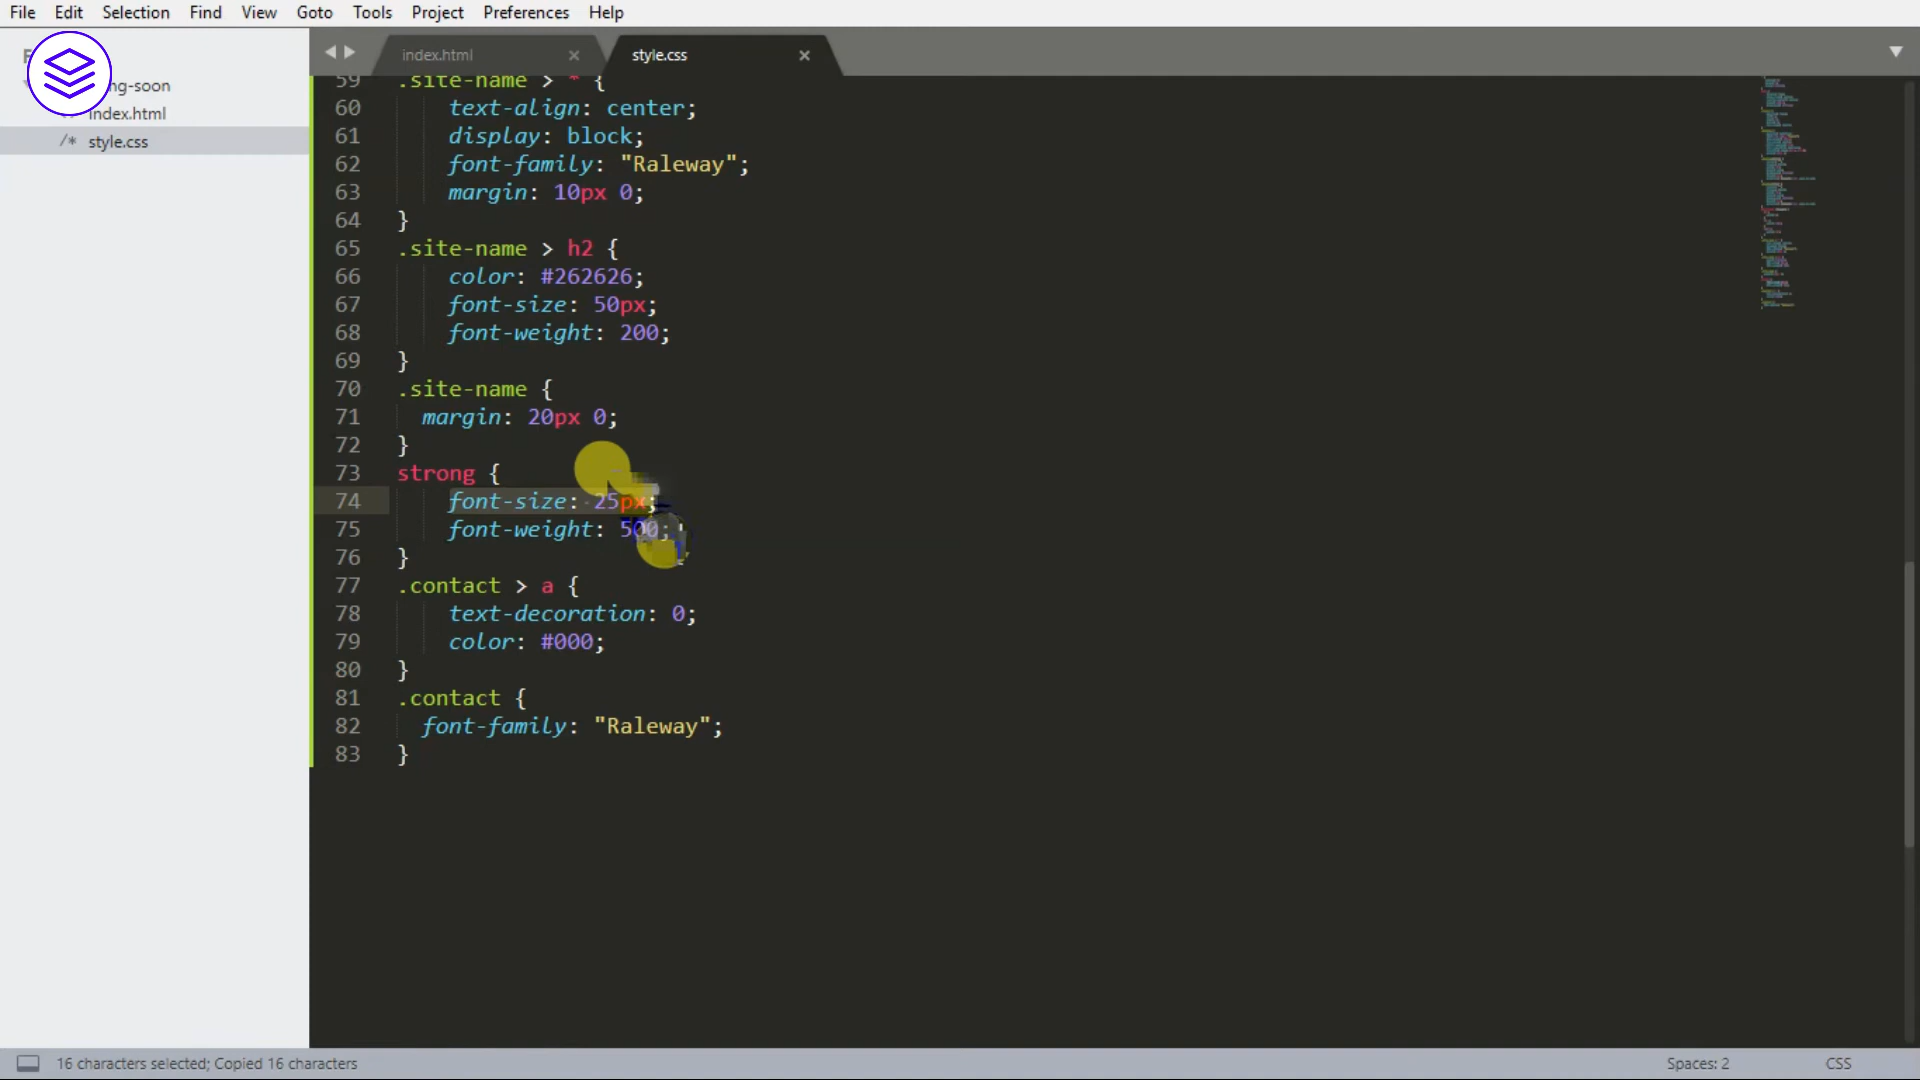 File Edit Selection Find View Goto Tools Project Preferences Help
index.html style.css
ng-soon
index.html
/* style.css
59 .site-name > * {
60 text-align: center;
61 display: block;
62 font-family: "Raleway";
63 margin: 10px 0;
64 }
65 .site-name > h2 {
66 color: #262626;
67 font-size: 50px;
68 font-weight: 200;
69 }
70 .site-name {
71 margin: 20px 0;
72 }
73 strong {
74 font-size: 25px;
75 font-weight: 500;
76 }
77 .contact > a {
78 text-decoration: 0;
79 color: #000;
80 }
81 .contact {
82 font-family: "Raleway";
83 }
16 characters selected; Copied 16 characters Spaces: 2 CSS